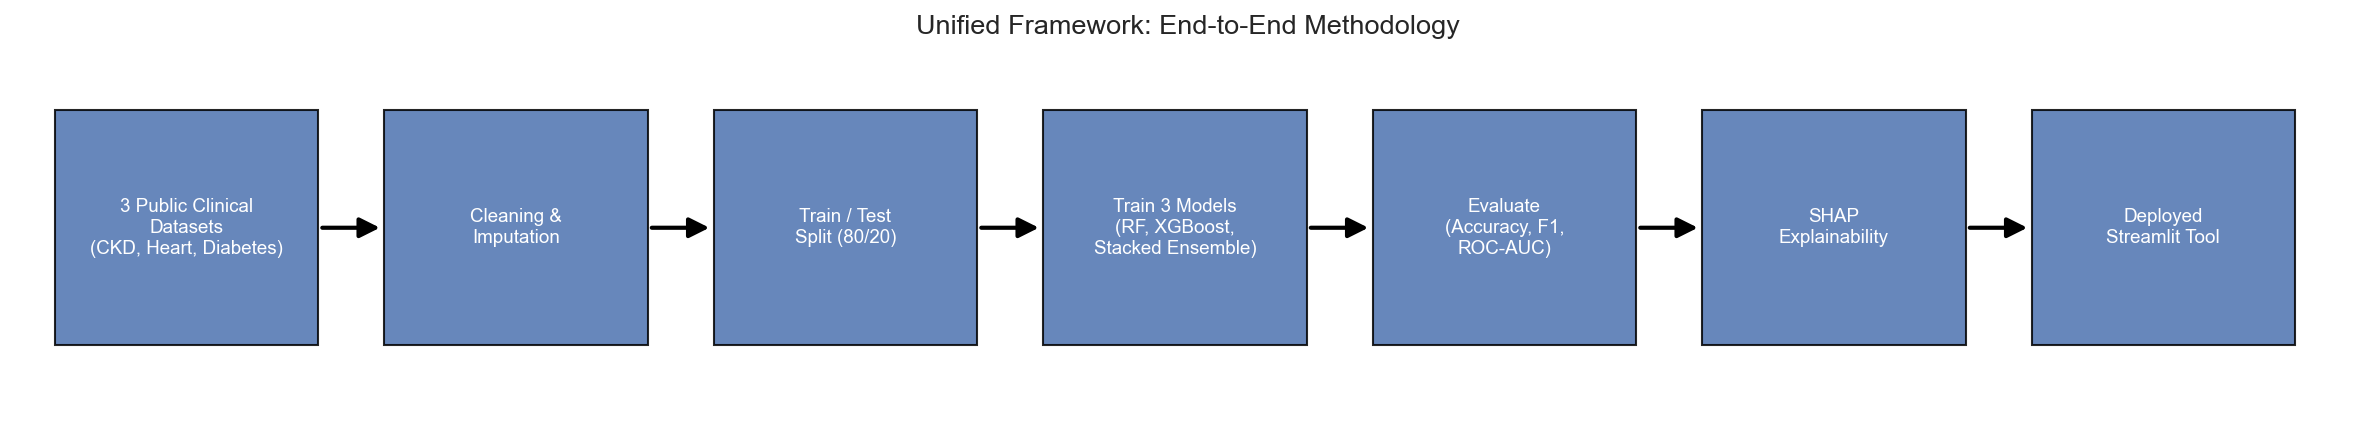 Unified Framework: End-to-End Methodology
3 Public Clinical
Datasets
(CKD, Heart, Diabetes)
Cleaning &
Imputation
Train / Test
Split (80/20)
Train 3 Models
(RF, XGBoost,
Stacked Ensemble)
Evaluate
(Accuracy, F1,
ROC-AUC)
SHAP
Explainability
Deployed
Streamlit Tool